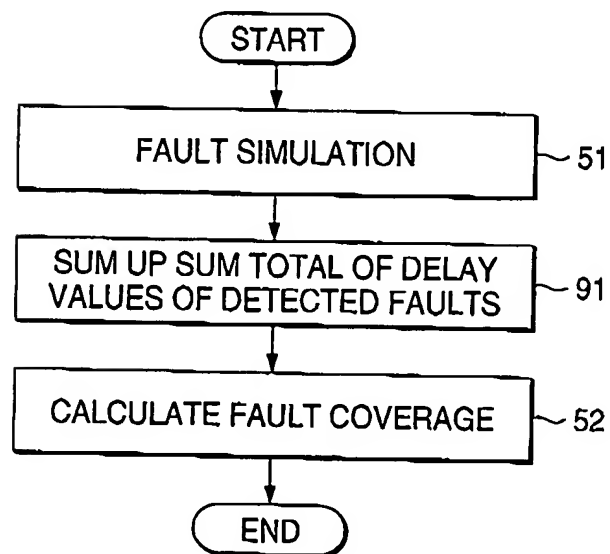 START
FAULT SIMULATION
51
SUM UP SUM TOTAL OF DELAY
VALUES OF DETECTED FAULTS
91
CALCULATE FAULT COVERAGE
52
END